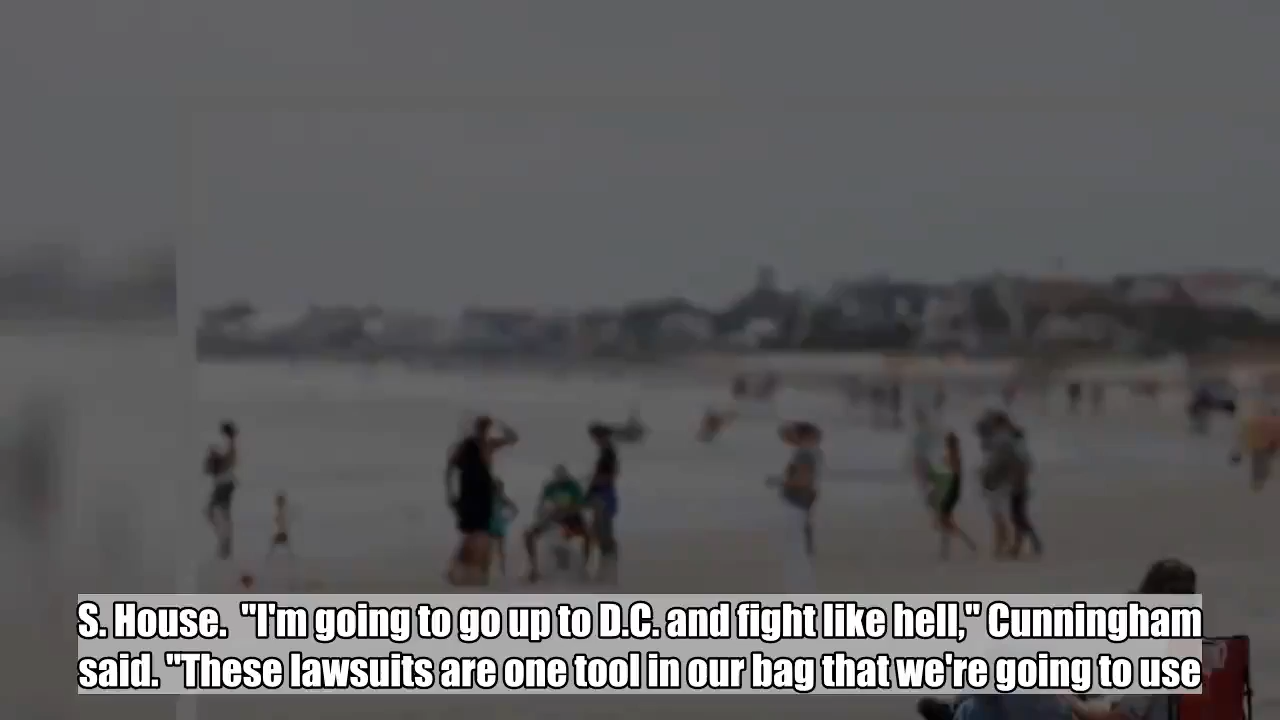 S. House.  "I'm going to go up to D.C. and fight like hell," Cunningham
said. "These lawsuits are one tool in our bag that we're going to use